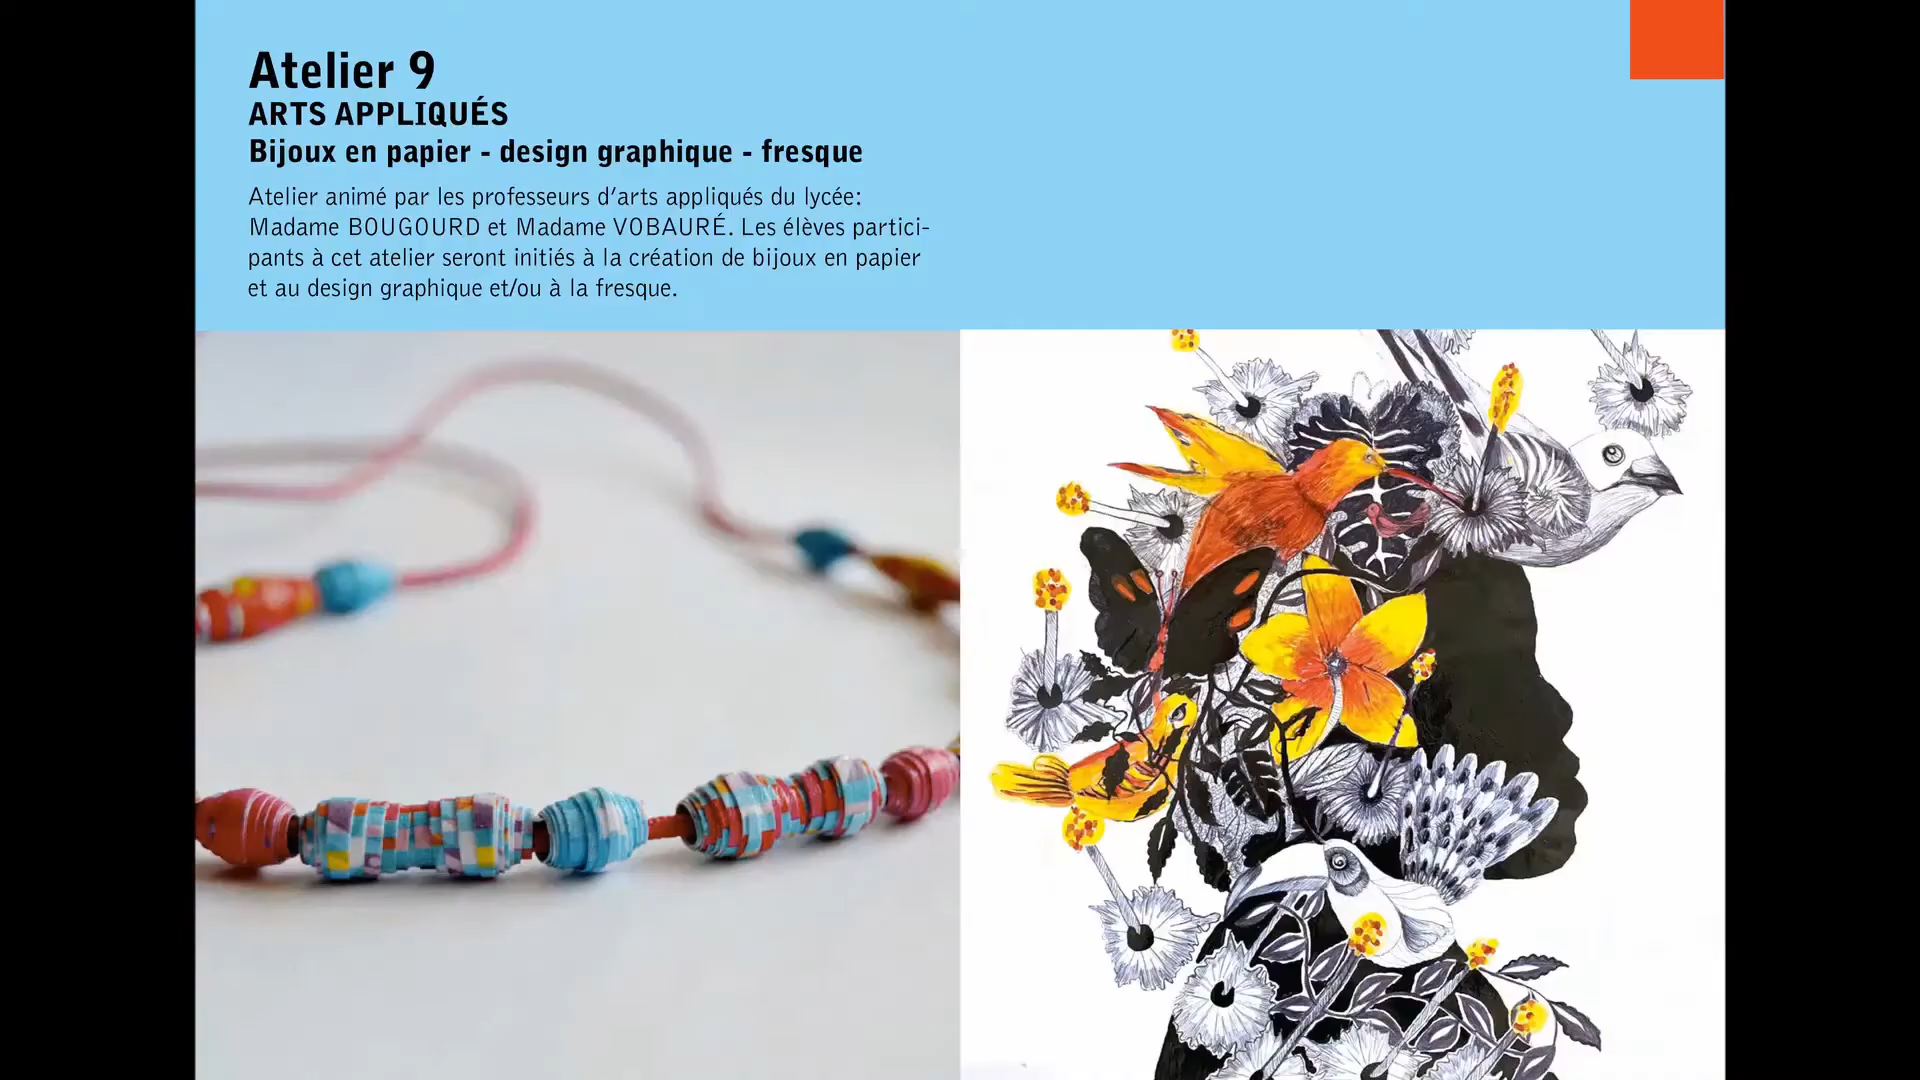 Atelier 9
ARTS APPLIQUÉS
Bijoux en papier - design graphique - fresque
Atelier animé par les professeurs d’arts appliqués du lycée:
Madame BOUGOURD et Madame VOBAURÉ. Les élèves partici-
pants à cet atelier seront initiés à la création de bijoux en papier
et au design graphique et/ou à la fresque.